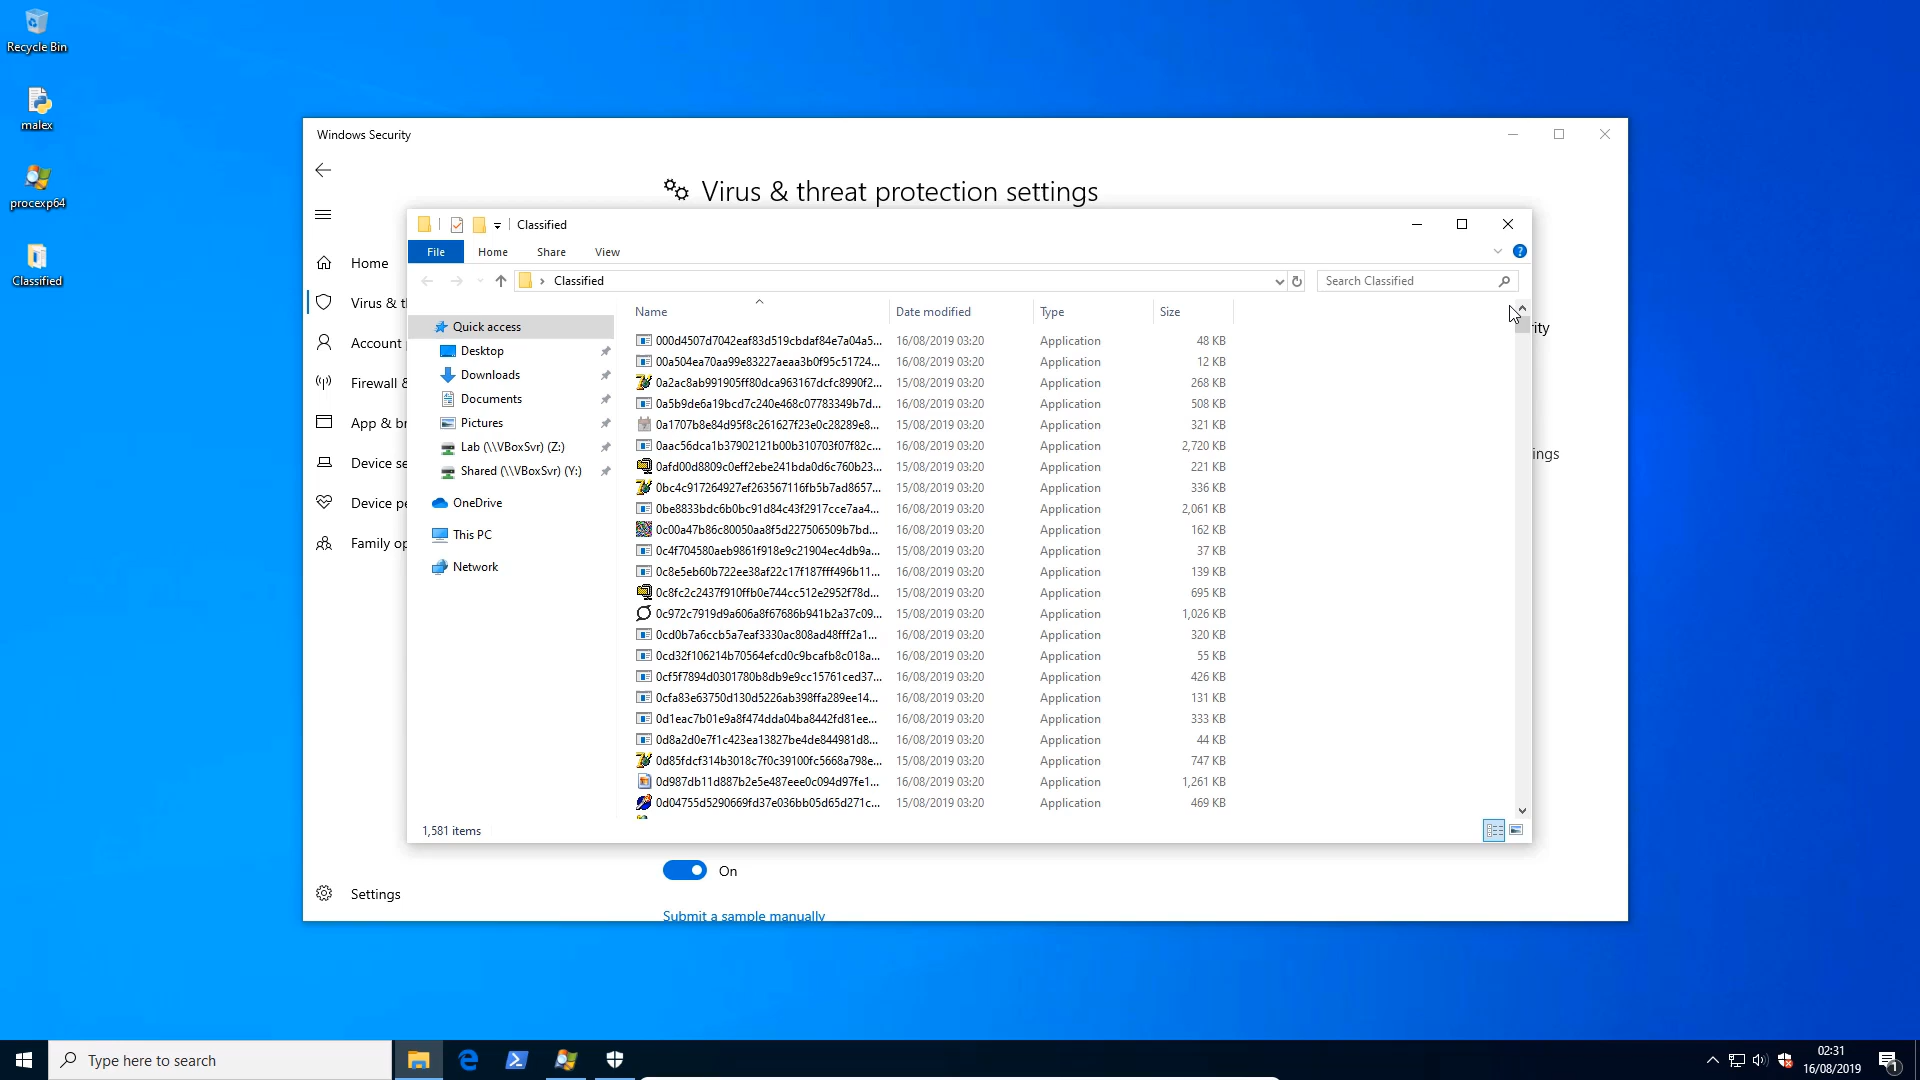 Recycle Bin
malex
procexp64
Classified
Windows Security
Virus & threat protection settings
Home
Virus & t
Account
Firewall &
App & br
Device se
Device pe
Family op
Settings
ity
ings
Classified
File Home Share View
Classified
Search Classified
Quick access
Desktop
Downloads
Documents
Pictures
Lab (\\VBoxSvr) (Z:)
Shared (\\VBoxSvr) (Y:)
OneDrive
This PC
Network
Name Date modified Type Size
000d4507d7042eaf83d519cbdaf84e7a04a5... 16/08/2019 03:20 Application 48 KB
00a504ea70aa99e83227aeaa3b0f95c51724... 16/08/2019 03:20 Application 12 KB
0a2ac8ab991905ff80dca963167dcfc8990f2... 15/08/2019 03:20 Application 268 KB
0a5b9de6a19bcd7c240e468c07783349b7d... 16/08/2019 03:20 Application 508 KB
0a1707b8e84d95f8c261627f23e0c28289e8... 15/08/2019 03:20 Application 321 KB
0aac56dca1b37902121b00b310703f07f82c... 16/08/2019 03:20 Application 2,720 KB
0afd00d8809c0eff2ebe241bda0d6c760b23... 15/08/2019 03:20 Application 221 KB
0bc4c917264927ef263567116fb5b7ad8657... 15/08/2019 03:20 Application 336 KB
0be8833bdc6b0bc91d84c43f2917cce7aa4... 16/08/2019 03:20 Application 2,061 KB
0c00a47b86c80050aa8f5d227506509b7bd... 16/08/2019 03:20 Application 162 KB
0c4f704580aeb9861f918e9c21904ec4db9a... 15/08/2019 03:20 Application 37 KB
0c8e5eb60b722ee38af22c17f187fff496b11... 16/08/2019 03:20 Application 139 KB
0c8fc2c2437f910ffb0e744cc512e2952f78d... 15/08/2019 03:20 Application 695 KB
0c972c7919d9a606a8f67686b941b2a37c09... 15/08/2019 03:20 Application 1,026 KB
0cd0b7a6ccb5a7eaf3330ac808ad48fff2a1... 16/08/2019 03:20 Application 320 KB
0cd32f106214b70564efcd0c9bcafb8c018a... 16/08/2019 03:20 Application 55 KB
0cf5f7894d0301780b8db9e9cc15761ced37... 16/08/2019 03:20 Application 426 KB
0cfa83e63750d130d5226ab398ffa289ee14... 16/08/2019 03:20 Application 131 KB
0d1eac7b01e9a8f474dda04ba8442fd81ee... 16/08/2019 03:20 Application 333 KB
0d8a2d0e7f1c423ea13827be4de844981d8... 16/08/2019 03:20 Application 44 KB
0d85fdcf314b3018c7f0c39100fc5668a798e... 15/08/2019 03:20 Application 747 KB
0d987db11d887b2e5e487eee0c094d97fe1... 16/08/2019 03:20 Application 1,261 KB
0d04755d5290669fd37e036bb05d65d271c... 15/08/2019 03:20 Application 469 KB
1,581 items
On
Submit a sample manually
Type here to search
02:31
16/08/2019
1